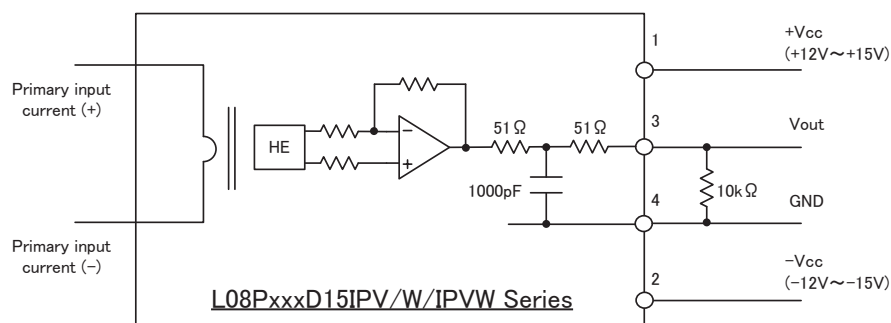 1
+Vcc
(+12V～+15V)
Primary input
current (+)
HE
−
+
51Ω
51Ω
3
Vout
1000pF
10kΩ
4
GND
Primary input
current (−)
−Vcc
(−12V～−15V)
2
L08PxxxD15IPV/W/IPVW Series